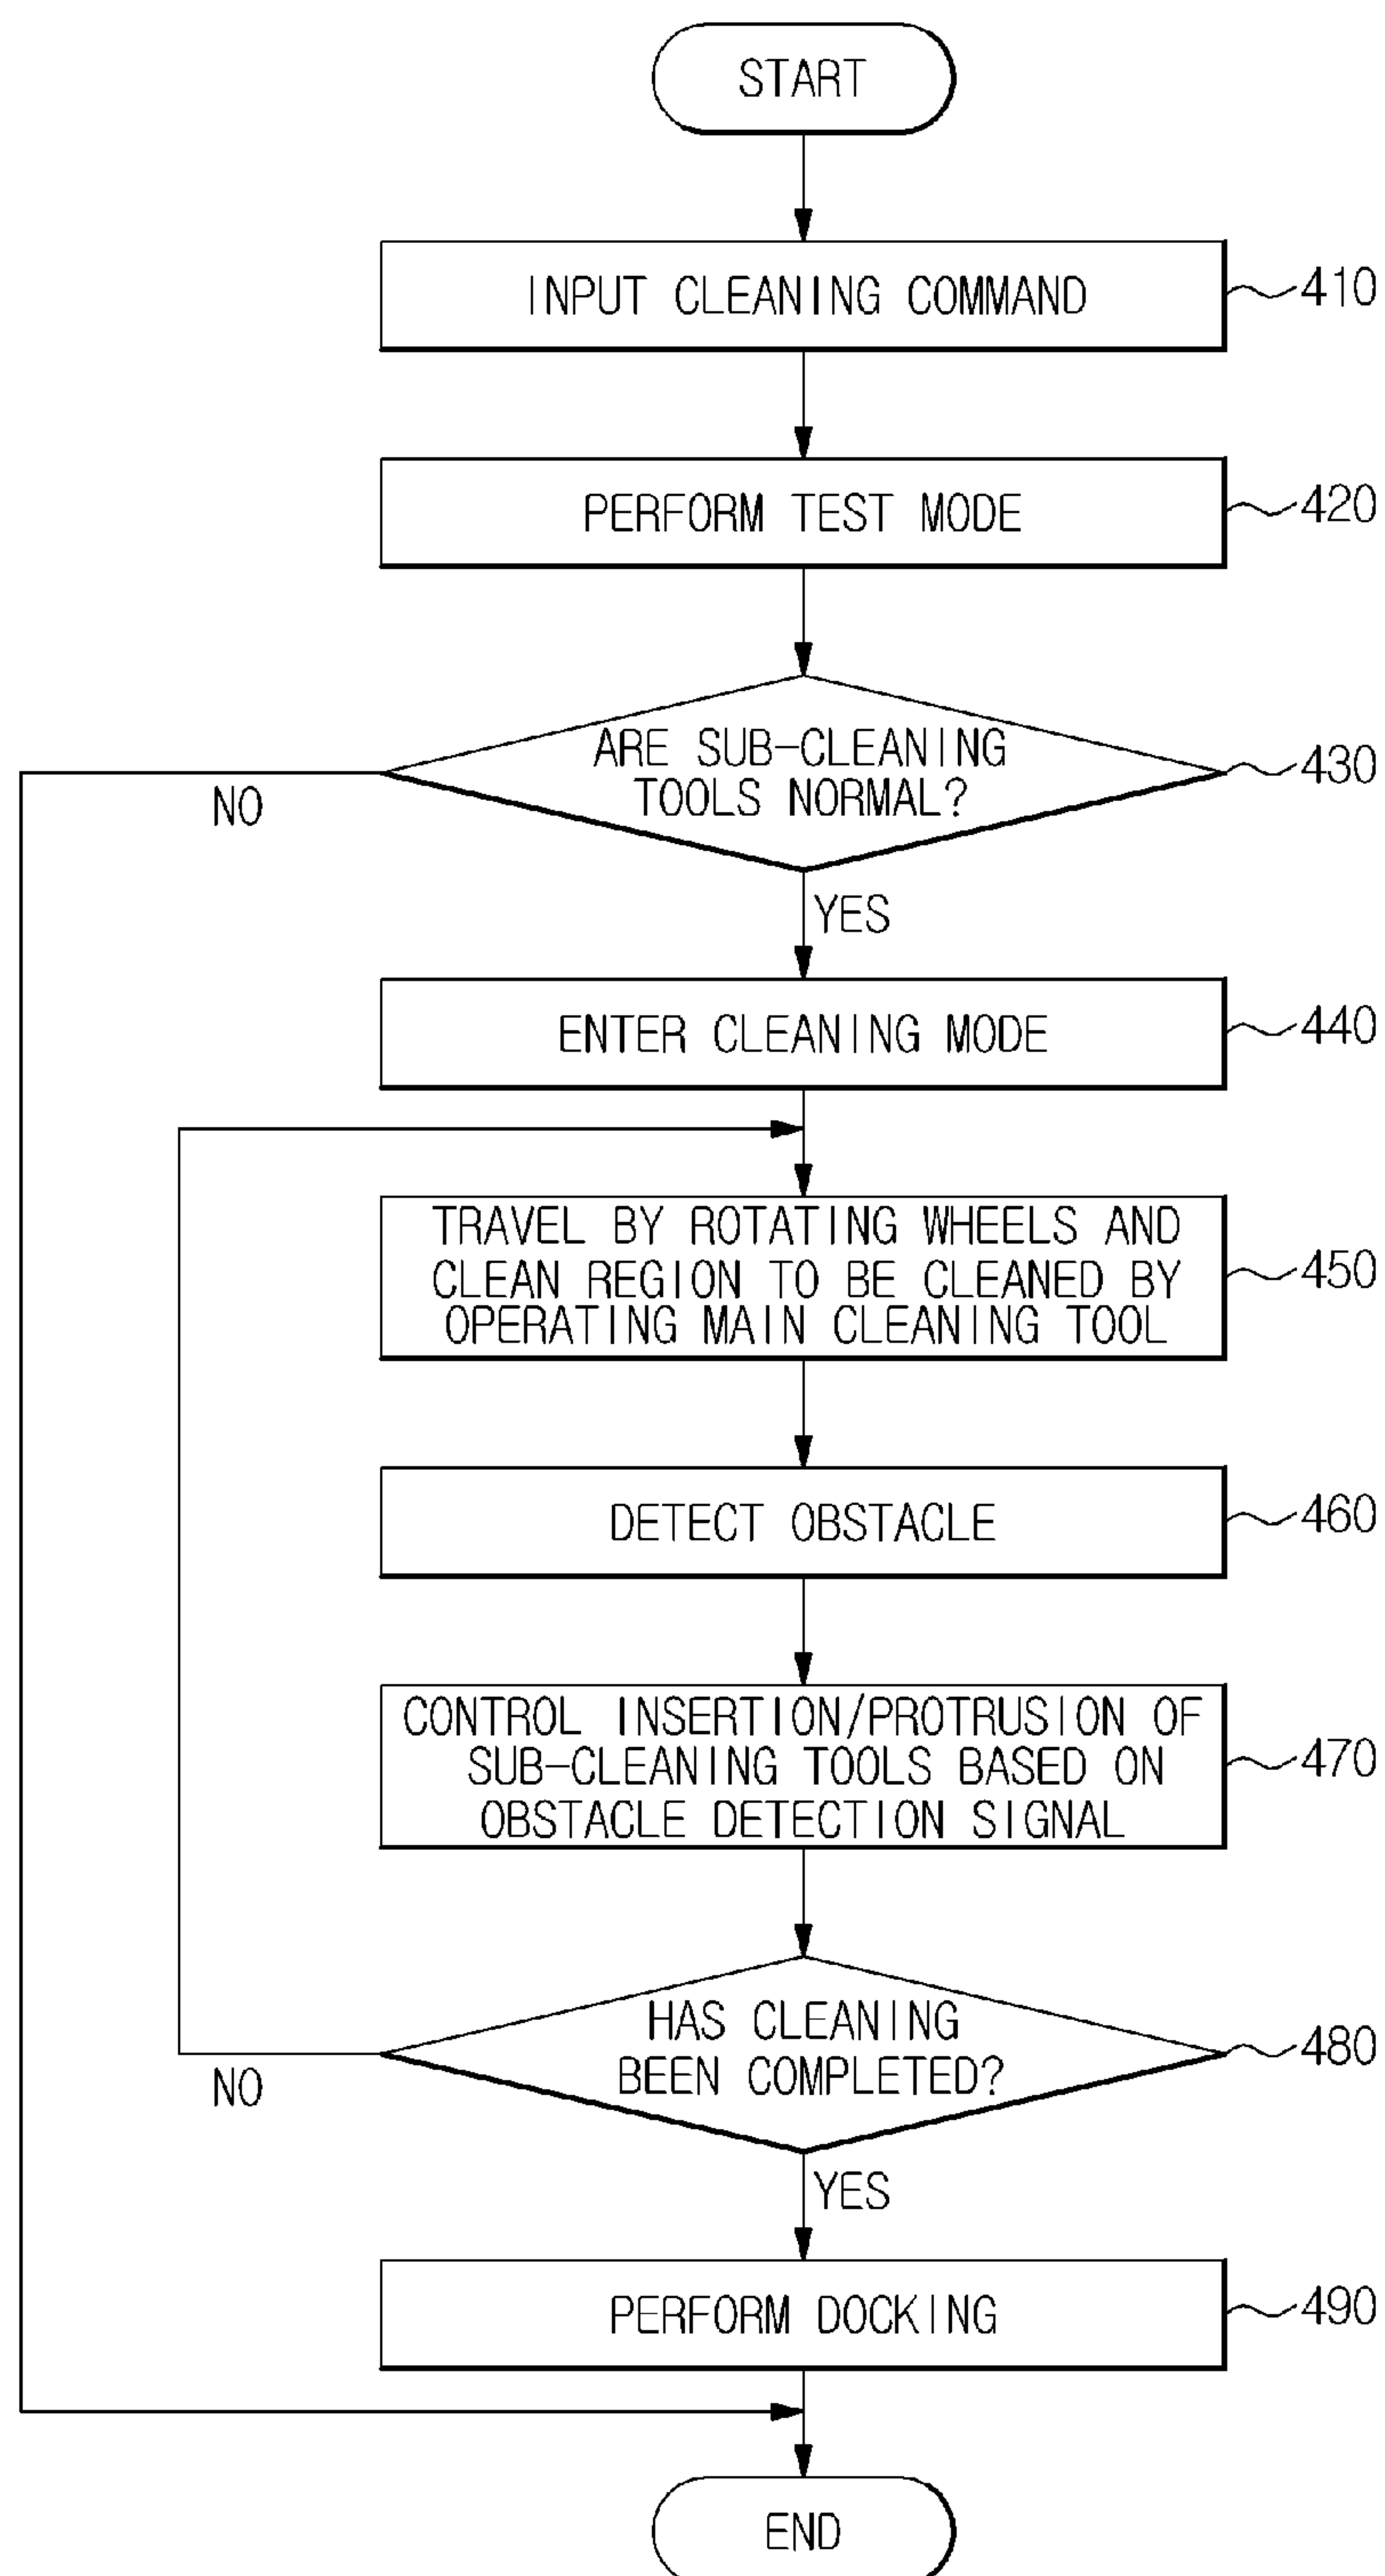 START
INPUT CLEANING COMMAND
410
PERFORM TEST MODE
420
ARE SUB-CLEANING
TOOLS NORMAL?
430
NO
YES
ENTER CLEANING MODE
440
TRAVEL BY ROTATING WHEELS AND
CLEAN REGION TO BE CLEANED BY
OPERATING MAIN CLEANING TOOL
450
DETECT OBSTACLE
460
CONTROL INSERTION/PROTRUSION OF
SUB-CLEANING TOOLS BASED ON
OBSTACLE DETECTION SIGNAL
470
HAS CLEANING
BEEN COMPLETED?
480
NO
YES
PERFORM DOCKING
490
END